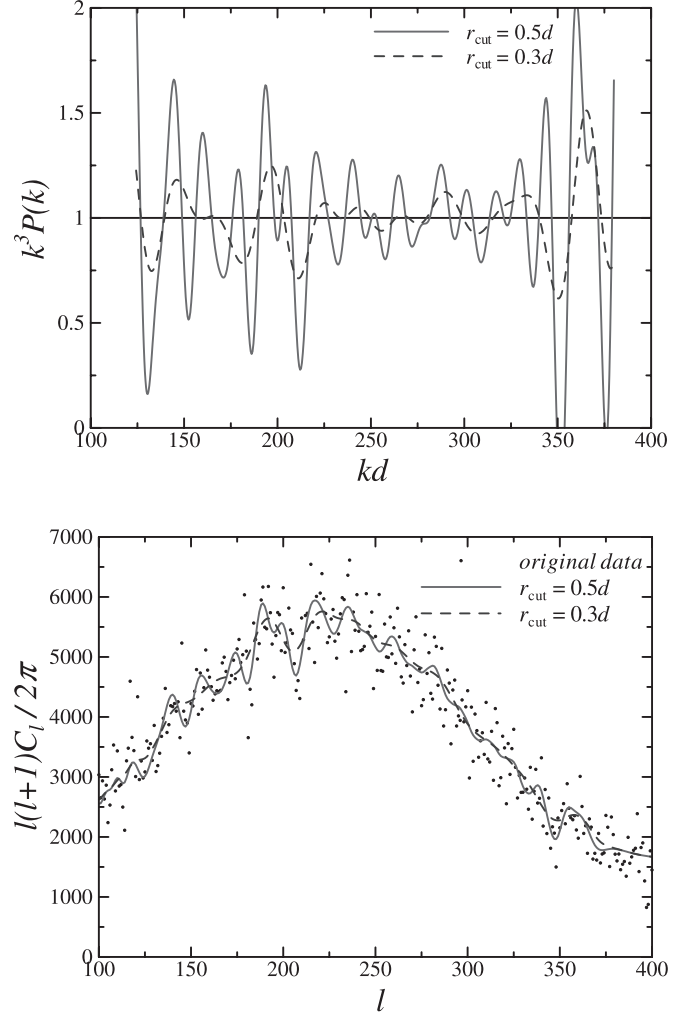 2
1.5
1
0.5
0
k³P(k)
r_cut = 0.5d
r_cut = 0.3d
100 150 200 250 300 350 400
kd
7000
6000
5000
4000
3000
2000
1000
0
l(l+1)C_l / 2π
original data
r_cut = 0.5d
r_cut = 0.3d
100 150 200 250 300 350 400
l